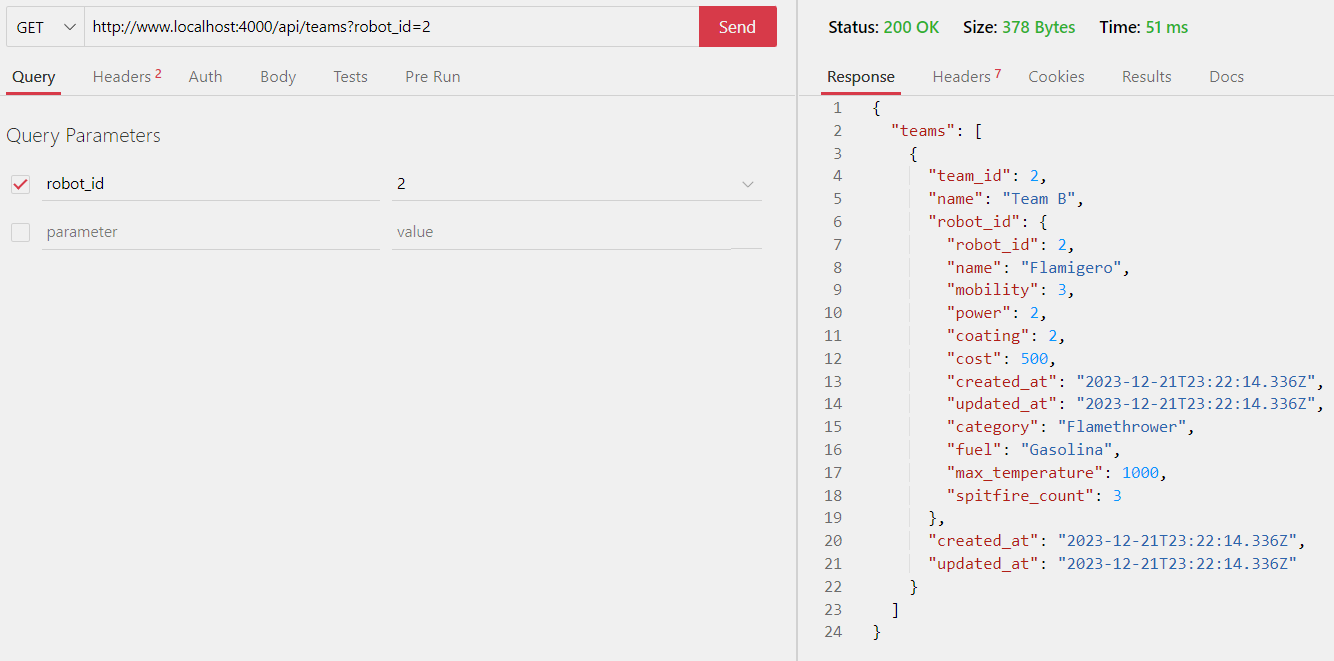 GET http://www.localhost:4000/api/teams?robot_id=2 Send
Query Headers 2 Auth Body Tests Pre Run
Query Parameters
robot_id 2
parameter value
Status: 200 OK Size: 378 Bytes Time: 51 ms
Response Headers 7 Cookies Results Docs
1 {
2 "teams": [
3 {
4 "team_id": 2,
5 "name": "Team B",
6 "robot_id": {
7 "robot_id": 2,
8 "name": "Flamigero",
9 "mobility": 3,
10 "power": 2,
11 "coating": 2,
12 "cost": 500,
13 "created_at": "2023-12-21T23:22:14.336Z",
14 "updated_at": "2023-12-21T23:22:14.336Z",
15 "category": "Flamethrower",
16 "fuel": "Gasolina",
17 "max_temperature": 1000,
18 "spitfire_count": 3
19 },
20 "created_at": "2023-12-21T23:22:14.336Z",
21 "updated_at": "2023-12-21T23:22:14.336Z"
22 }
23 ]
24 }